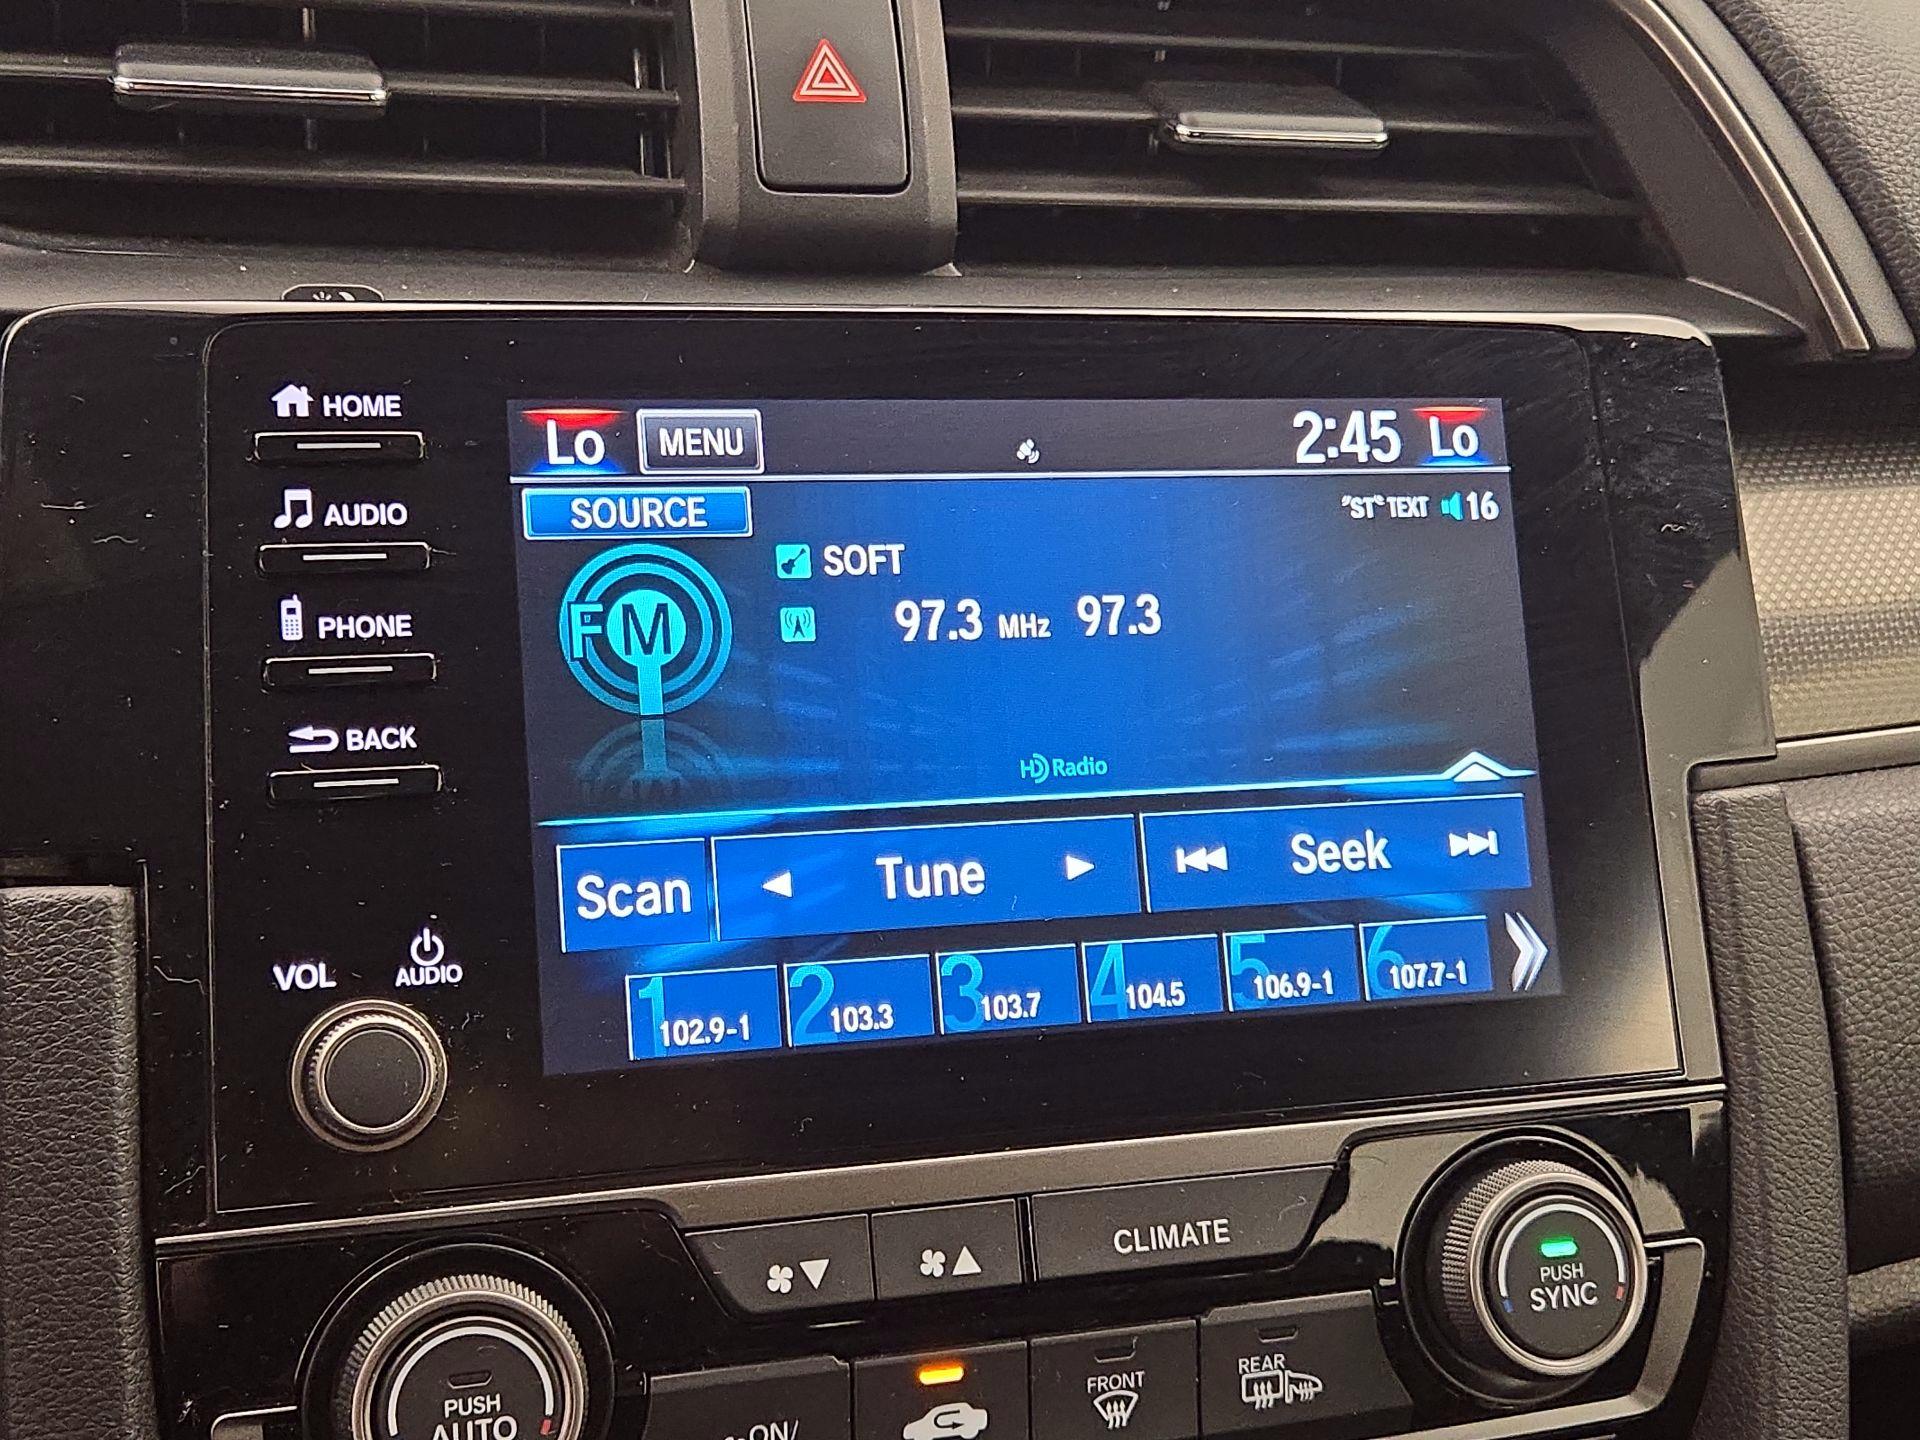 HOME
AUDIO
PHONE
BACK
VOL
AUDIO
Lo MENU 2:45 Lo
SOURCE "ST" TEXT 16
FM
SOFT
97.3 MHz 97.3
HD Radio
Scan Tune Seek
1 102.9-1
2 103.3
3 103.7
4 104.5
5 106.9-1
6 107.7-1
CLIMATE
PUSH
SYNC
PUSH
AUTO
ON/
FRONT
REAR